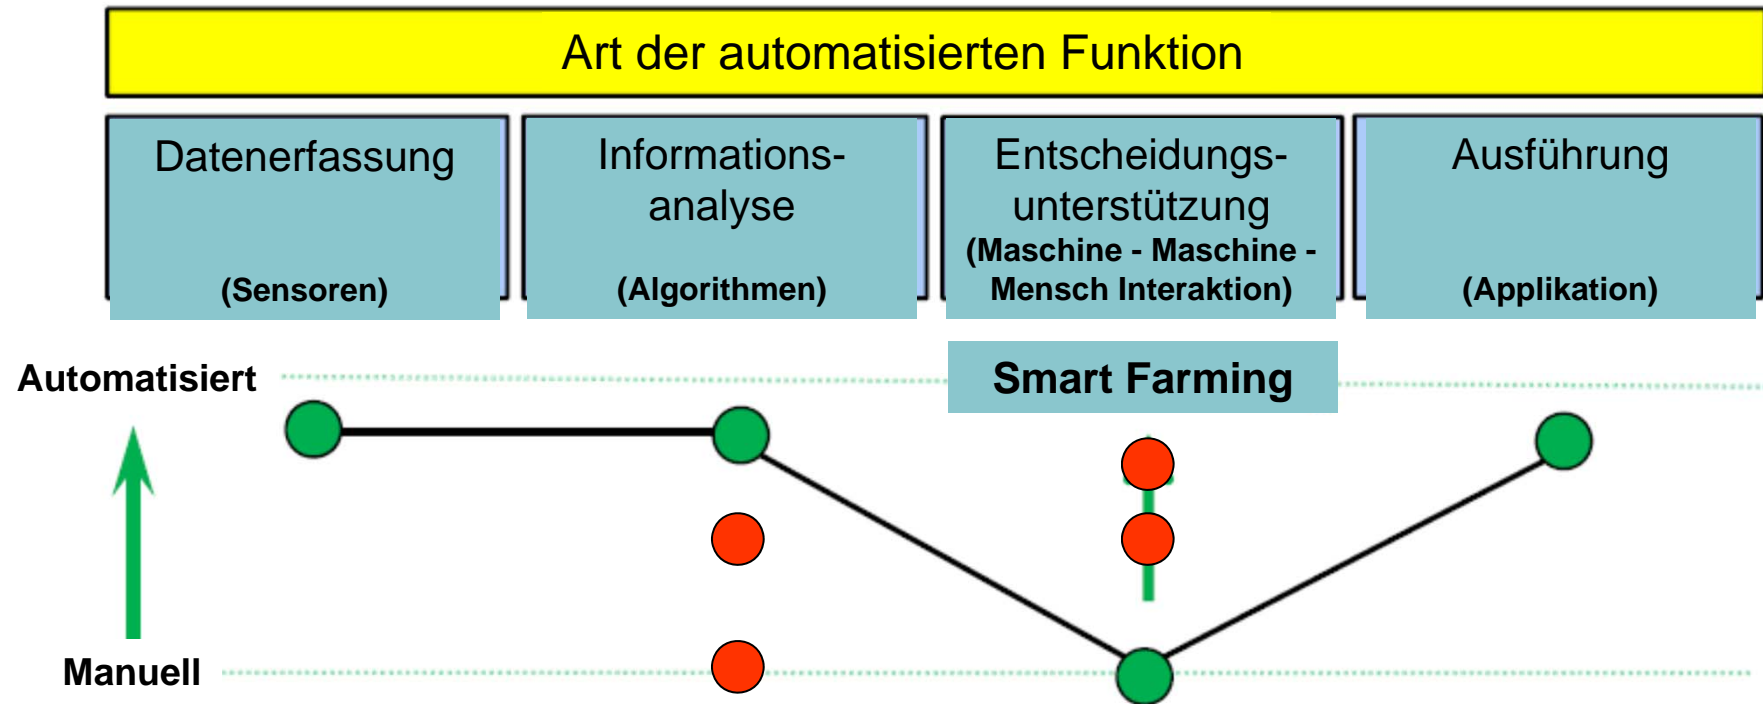 Art der automatisierten Funktion
Datenerfassung
(Sensoren)
Informations-
analyse
(Algorithmen)
Entscheidungs-
unterstützung
(Maschine - Maschine -
Mensch Interaktion)
Ausführung
(Applikation)
Automatisiert
Smart Farming
Manuell